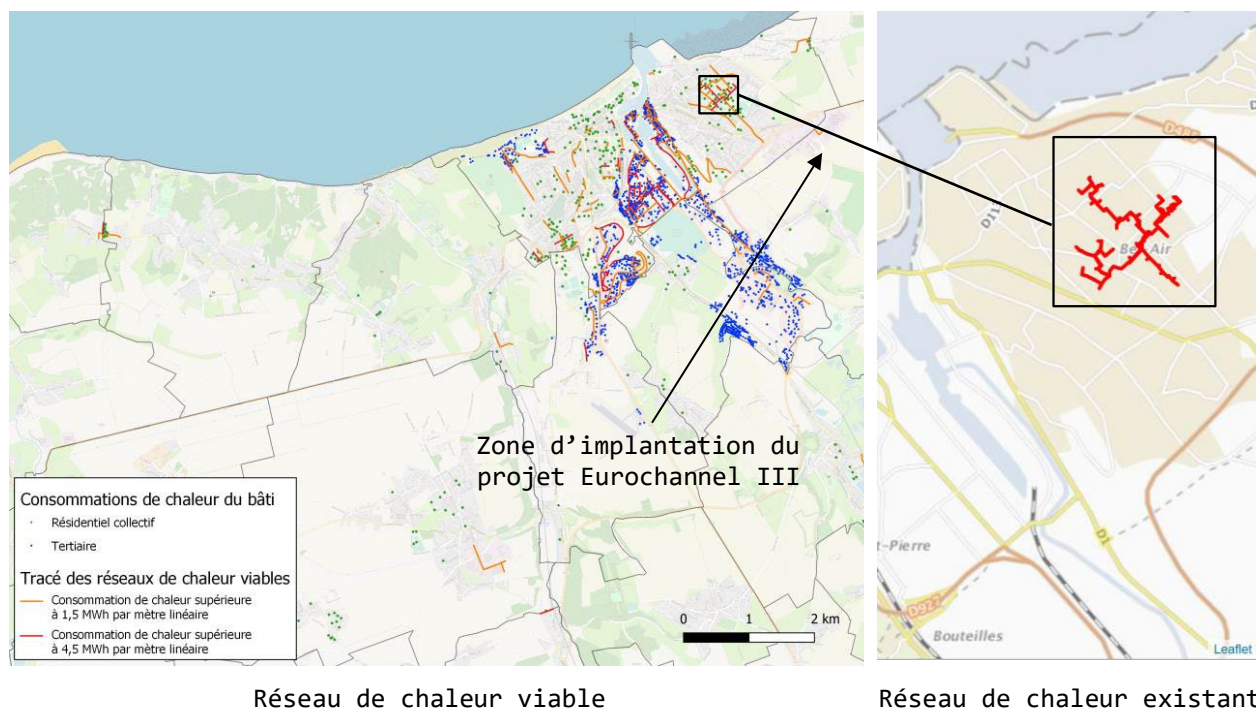 Zone d'implantation du
projet Eurochannel III
Consommations de chaleur du bâti
Résidentiel collectif
Tertiaire
Tracé des réseaux de chaleur viables
Consommation de chaleur supérieure
à 1,5 MWh par mètre linéaire
Consommation de chaleur supérieure
à 4,5 MWh par mètre linéaire
0 1 2 km
D485
D113
Bel Air
D1
t-Pierre
D927
Bouteilles
Leaflet
Réseau de chaleur viable
Réseau de chaleur existant